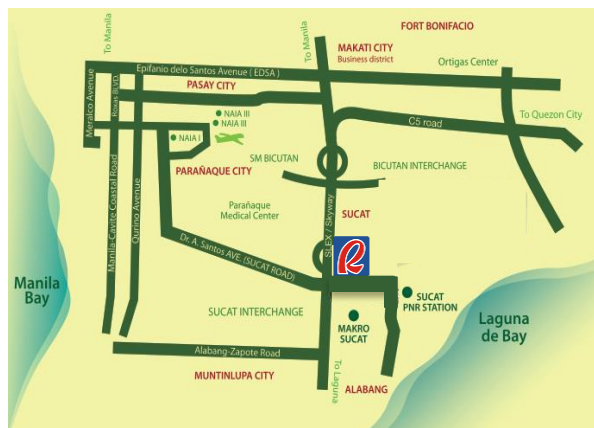 FORT BONIFACIO
To Manila
To Manila
MAKATI CITY
Business district
Ortigas Center
Epifanio delo Santos Avenue ( EDSA )
Meralco Avenue
Roxas BLVD.
PASAY CITY
NAIA III
NAIA III
NAIA I
C5 road
To Quezon City
SM BICUTAN
BICUTAN INTERCHANGE
PARAÑAQUE CITY
Manila-Cavite Coastal Road
Qurino Avenue
Parañaque
Medical Center
SUCAT
SLEX / Skyway
Dr. A. Santos AVE. (SUCAT ROAD)
R
Manila
Bay
SUCAT
PNR STATION
SUCAT INTERCHANGE
MAKRO
SUCAT
Laguna
de Bay
Alabang-Zapote Road
To Laguna
MUNTINLUPA CITY
ALABANG